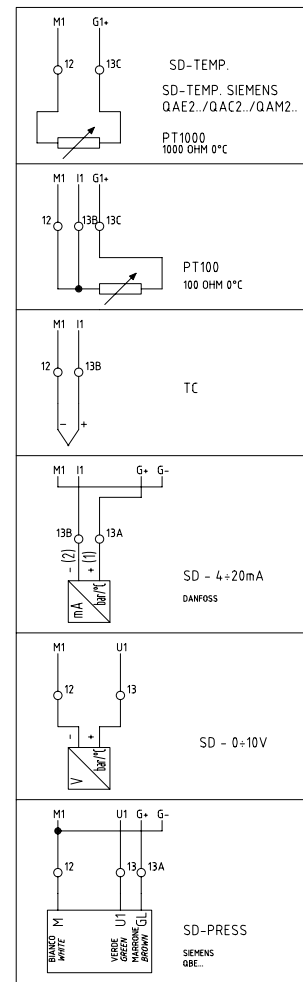 M1 G1+
12 13C
SD-TEMP.
SD-TEMP. SIEMENS
QAE2../QAC2../QAM2..
PT1000
1000 OHM 0°C
M1 I1 G1+
12 13B 13C
PT100
100 OHM 0°C
M1 I1
12 13B
TC
- +
M1 I1 G+ G-
13B 13A
- (2) + (1)
mA bar/°C
SD - 4÷20mA
DANFOSS
M1 U1
12 13
- +
V bar/°C
SD - 0÷10V
M1 U1 G+ G-
12 13 13A
M U1 GL
BIANCO VERDE MARRONE
WHITE GREEN BROWN
SD-PRESS
SIEMENS
QBE...